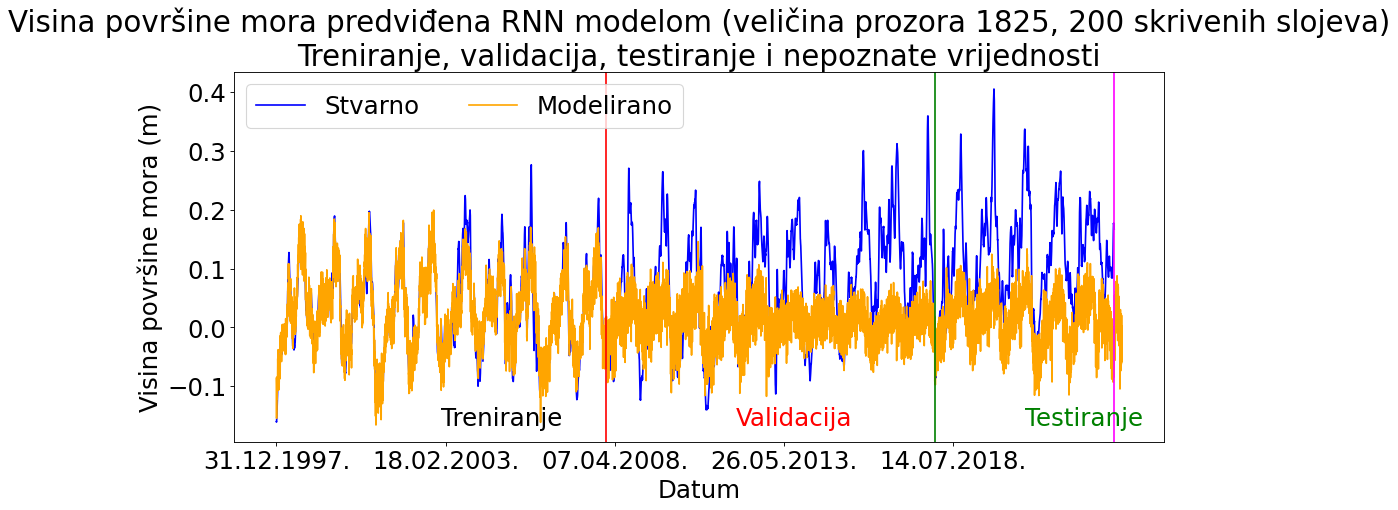 Visina površine mora predviđena RNN modelom (veličina prozora 1825, 200 skrivenih slojeva)
Treniranje, validacija, testiranje i nepoznate vrijednosti
Stvarno Modelirano
Visina površine mora (m)
0.4
0.3
0.2
0.1
0.0
−0.1
Treniranje Validacija Testiranje
31.12.1997. 18.02.2003. 07.04.2008. 26.05.2013. 14.07.2018.
Datum